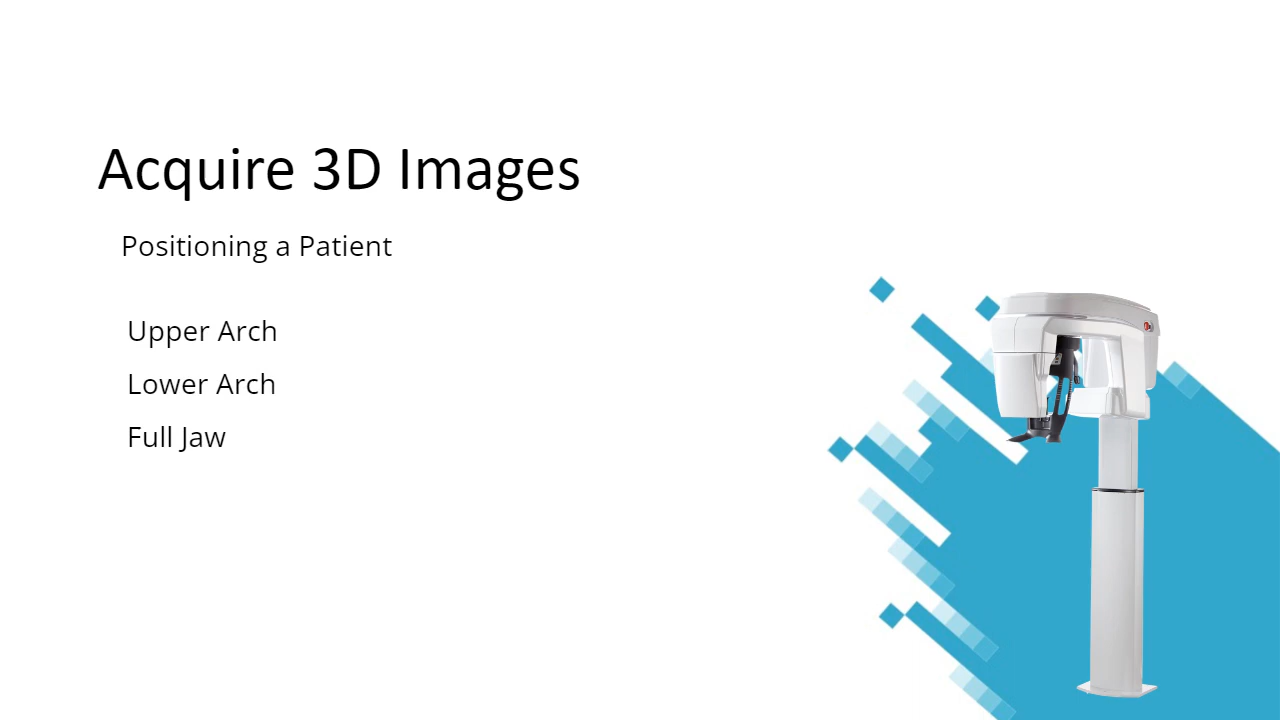 Acquire 3D Images
Positioning a Patient
Upper Arch
Lower Arch
Full Jaw